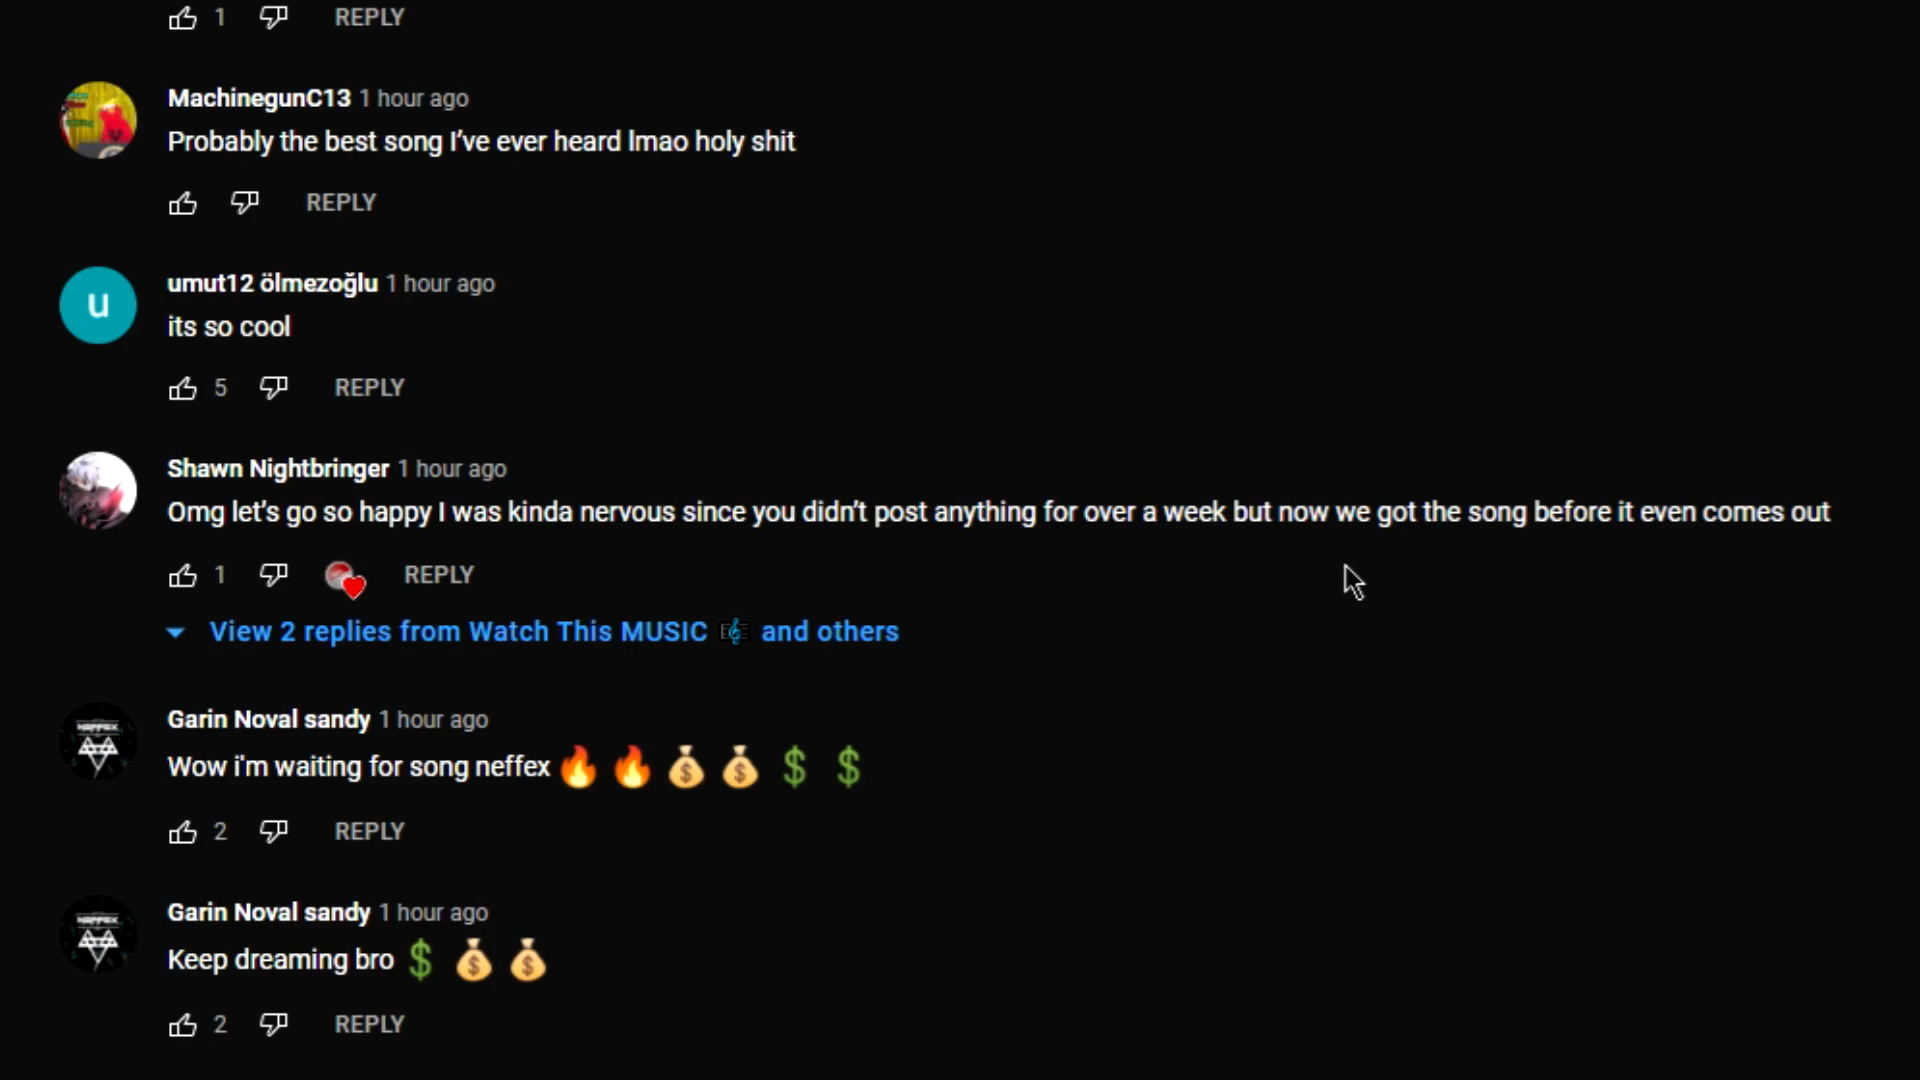 1 REPLY
MachinegunC13 1 hour ago
Probably the best song I’ve ever heard lmao holy shit
REPLY
u
umut12 ölmezoğlu 1 hour ago
its so cool
5 REPLY
Shawn Nightbringer 1 hour ago
Omg let’s go so happy I was kinda nervous since you didn’t post anything for over a week but now we got the song before it even comes out
1 REPLY
View 2 replies from Watch This MUSIC 🎼 and others
NEFFEX
Garin Noval sandy 1 hour ago
Wow i'm waiting for song neffex 🔥 🔥 💰 💰 💲 💲
2 REPLY
NEFFEX
Garin Noval sandy 1 hour ago
Keep dreaming bro 💲 💰 💰
2 REPLY